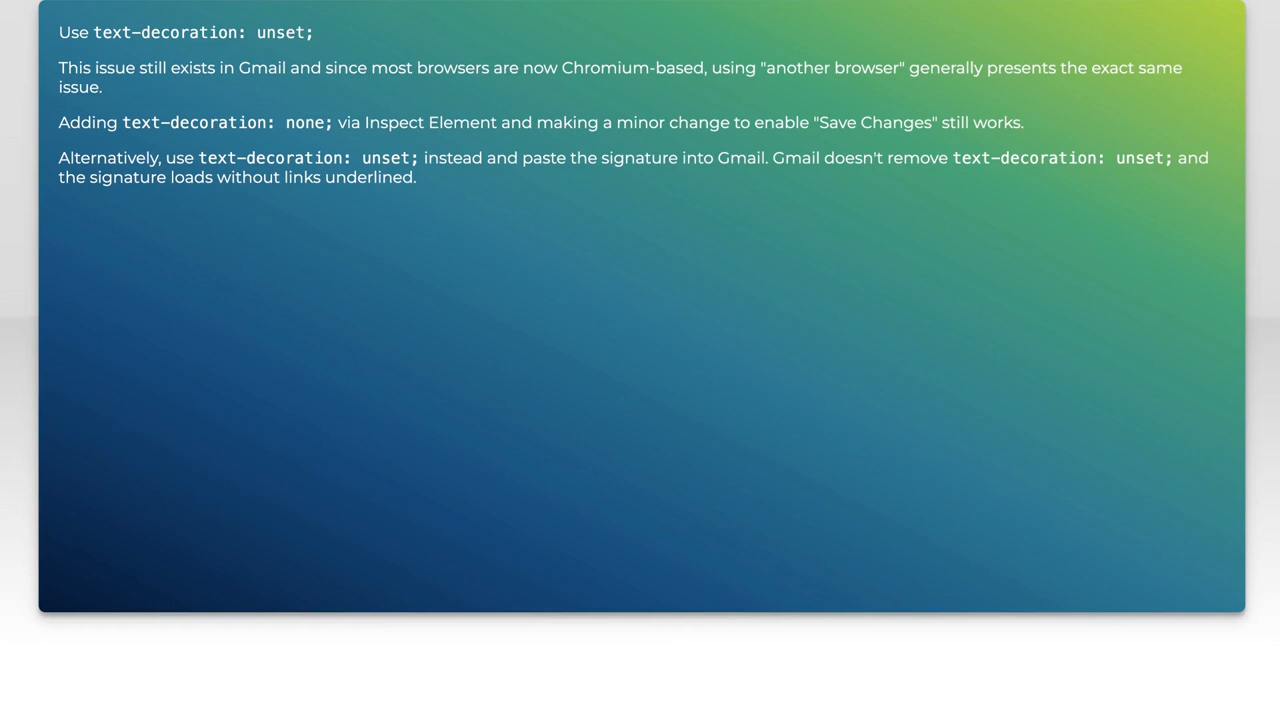 Use text-decoration: unset;
This issue still exists in Gmail and since most browsers are now Chromium-based, using "another browser" generally presents the exact same
issue.
Adding text-decoration: none; via Inspect Element and making a minor change to enable "Save Changes" still works.
Alternatively, use text-decoration: unset; instead and paste the signature into Gmail. Gmail doesn't remove text-decoration: unset; and
the signature loads without links underlined.